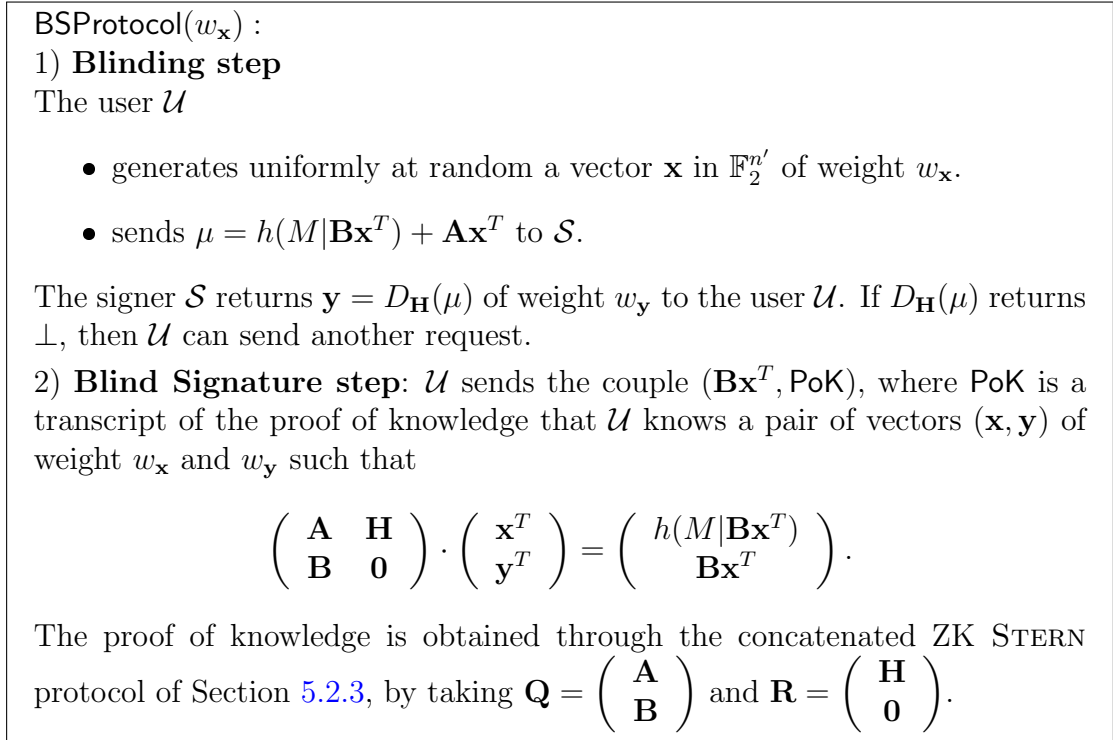 BSProtocol(w_𝐱) :
1) Blinding step
The user 𝒰
• generates uniformly at random a vector 𝐱 in 𝔽₂^{n′} of weight w_𝐱.
• sends μ = h(M|𝐁𝐱^T) + 𝐀𝐱^T to 𝒮.
The signer 𝒮 returns 𝐲 = D_𝐇(μ) of weight w_𝐲 to the user 𝒰. If D_𝐇(μ) returns
⊥, then 𝒰 can send another request.
2) Blind Signature step: 𝒰 sends the couple (𝐁𝐱^T, PoK), where PoK is a
transcript of the proof of knowledge that 𝒰 knows a pair of vectors (𝐱, 𝐲) of
weight w_𝐱 and w_𝐲 such that
( 𝐀 𝐇 ; 𝐁 𝟎 ) · ( 𝐱^T ; 𝐲^T ) = ( h(M|𝐁𝐱^T) ; 𝐁𝐱^T ) .
The proof of knowledge is obtained through the concatenated ZK STERN
protocol of Section 5.2.3, by taking 𝐐 = ( 𝐀 ; 𝐁 ) and 𝐑 = ( 𝐇 ; 𝟎 ).